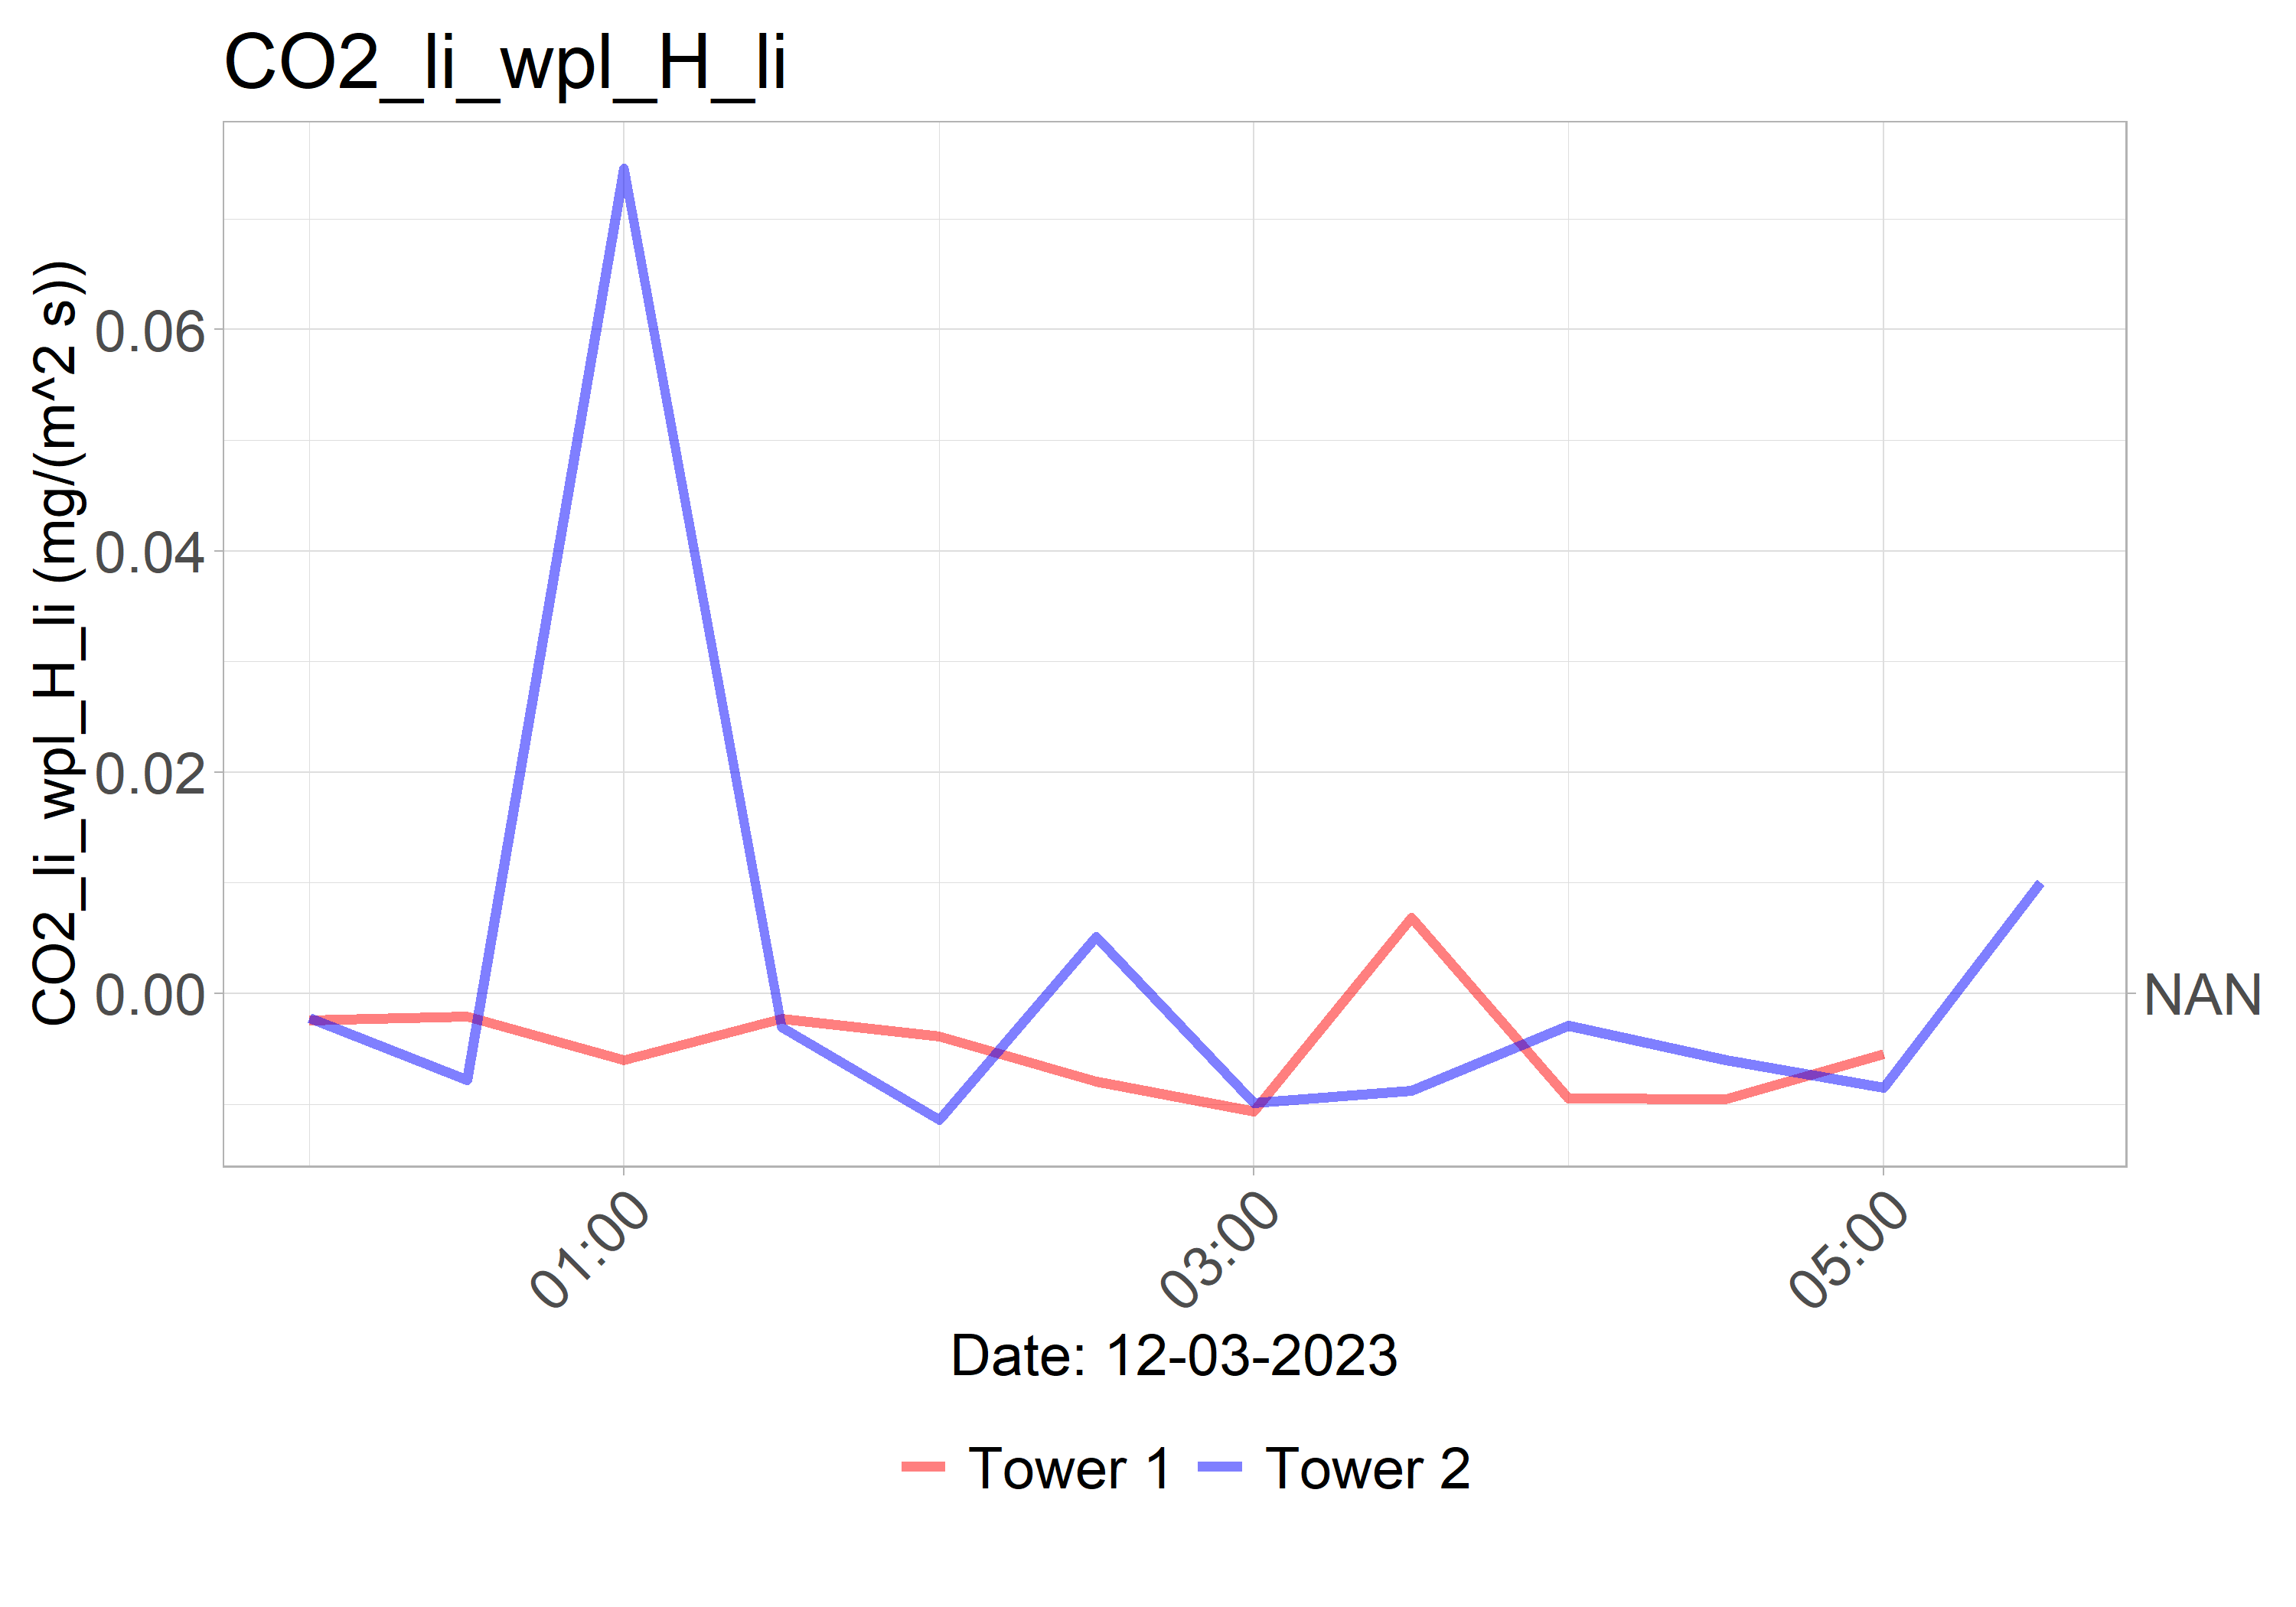 CO2_li_wpl_H_li
CO2_li_wpl_H_li (mg/(m^2 s))
0.06
0.04
0.02
0.00
NAN
01:00
03:00
05:00
Date: 12-03-2023
Tower 1
Tower 2